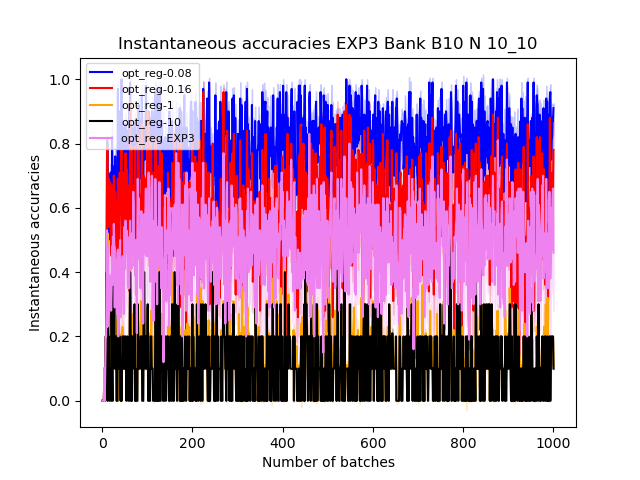 Instantaneous accuracies EXP3 Bank B10 N 10_10
opt_reg-0.08
opt_reg-0.16
opt_reg-1
opt_reg-10
opt_reg EXP3
Instantaneous accuracies
1.0
0.8
0.6
0.4
0.2
0.0
0 200 400 600 800 1000
Number of batches